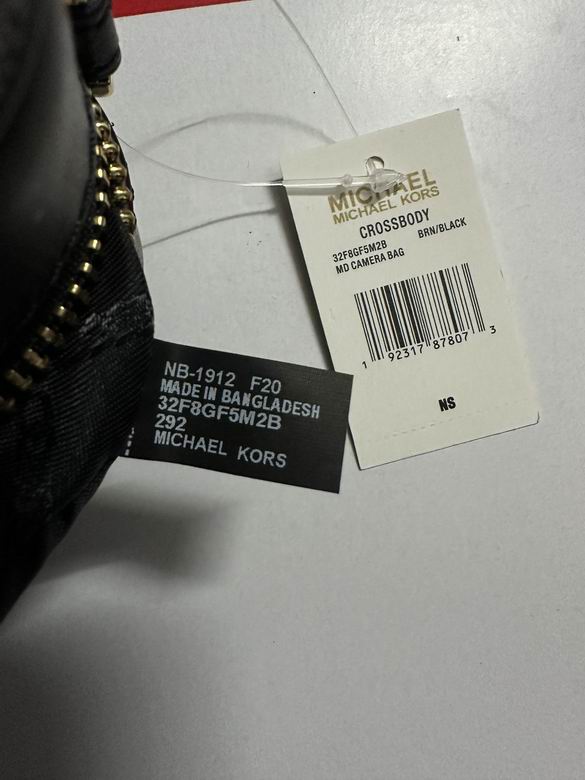 MICHAEL
MICHAEL KORS
CROSSBODY
32F8GF5M2B BRN/BLACK
MD CAMERA BAG
1 92317 87807 3
NS
NB-1912 F20
MADE IN BANGLADESH
32F8GF5M2B
292
MICHAEL KORS